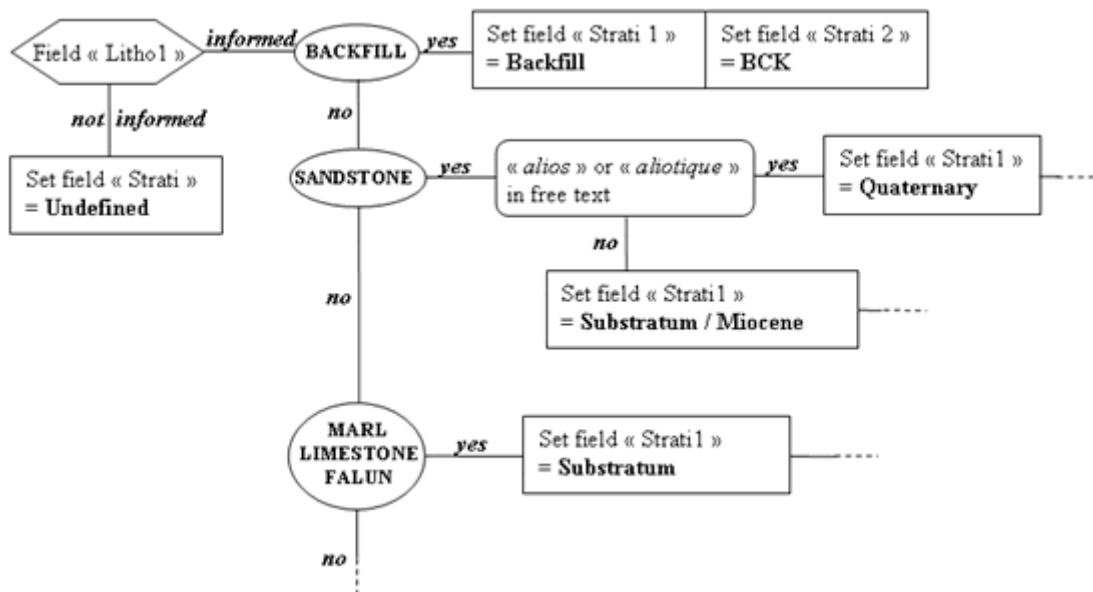 Field « Litho1 »
informed
BACKFILL
yes
Set field « Strati 1 »
= Backfill
Set field « Strati 2 »
= BCK
not informed
no
Set field « Strati »
= Undefined
SANDSTONE
yes
« alios » or « aliotique »
in free text
yes
Set field « Strati1 »
= Quaternary
no
no
Set field « Strati1 »
= Substratum / Miocene
MARL
LIMESTONE
FALUN
yes
Set field « Strati1 »
= Substratum
no